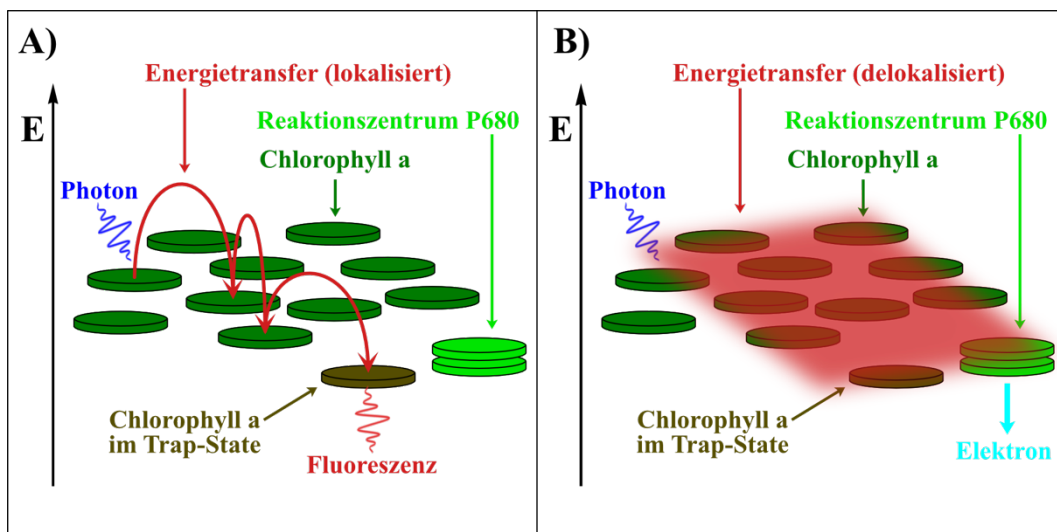 A)
Energietransfer (lokalisiert)
E
Reaktionszentrum P680
Chlorophyll a
Photon
Chlorophyll a
im Trap-State
Fluoreszenz
B)
Energietransfer (delokalisiert)
E
Reaktionszentrum P680
Chlorophyll a
Photon
Chlorophyll a
im Trap-State
Elektron